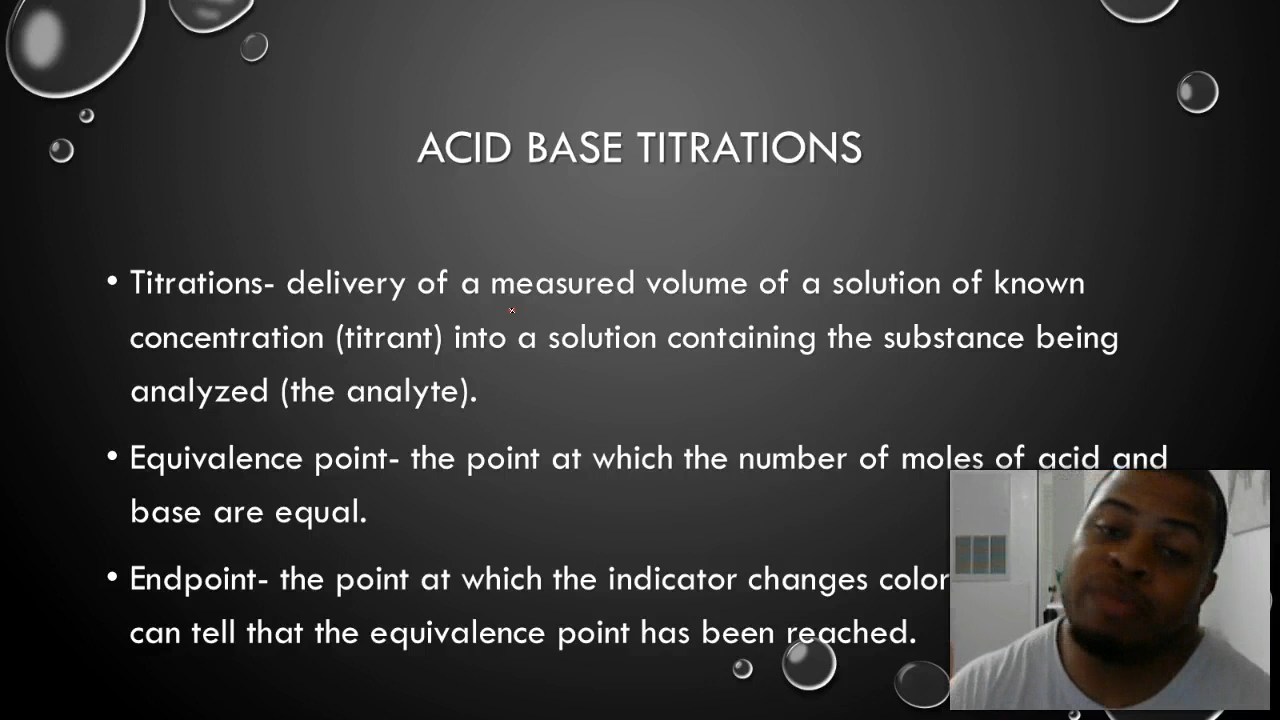 ACID BASE TITRATIONS
• Titrations- delivery of a measured volume of a solution of known
concentration (titrant) into a solution containing the substance being
analyzed (the analyte).
• Equivalence point- the point at which the number of moles of acid and
base are equal.
• Endpoint- the point at which the indicator changes color
can tell that the equivalence point has been reached.